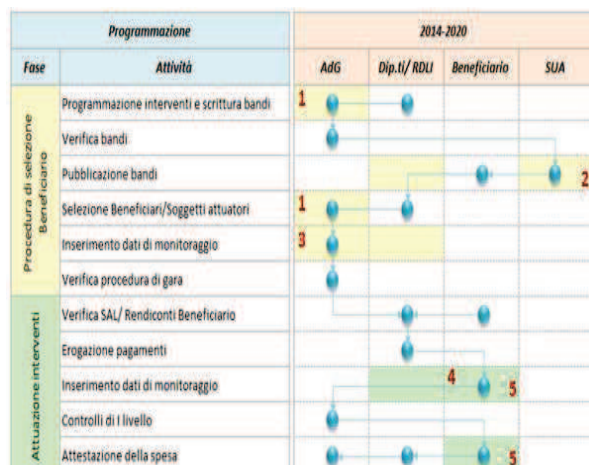 Programmazione 2014-2020
Fase Attività AdG Dip.ti/ RDLI Beneficiario SUA
Procedura di selezione Beneficiario
1 Programmazione interventi e scrittura bandi
Verifica bandi
Pubblicazione bandi 2
Selezione Beneficiari/Soggetti attuatori 1
Inserimento dati di monitoraggio 3
Verifica procedura di gara
Attuazione interventi
Verifica SAL/ Rendiconti Beneficiario
Erogazione pagamenti
Inserimento dati di monitoraggio 4 5
Controlli di I livello
Attestazione della spesa 5